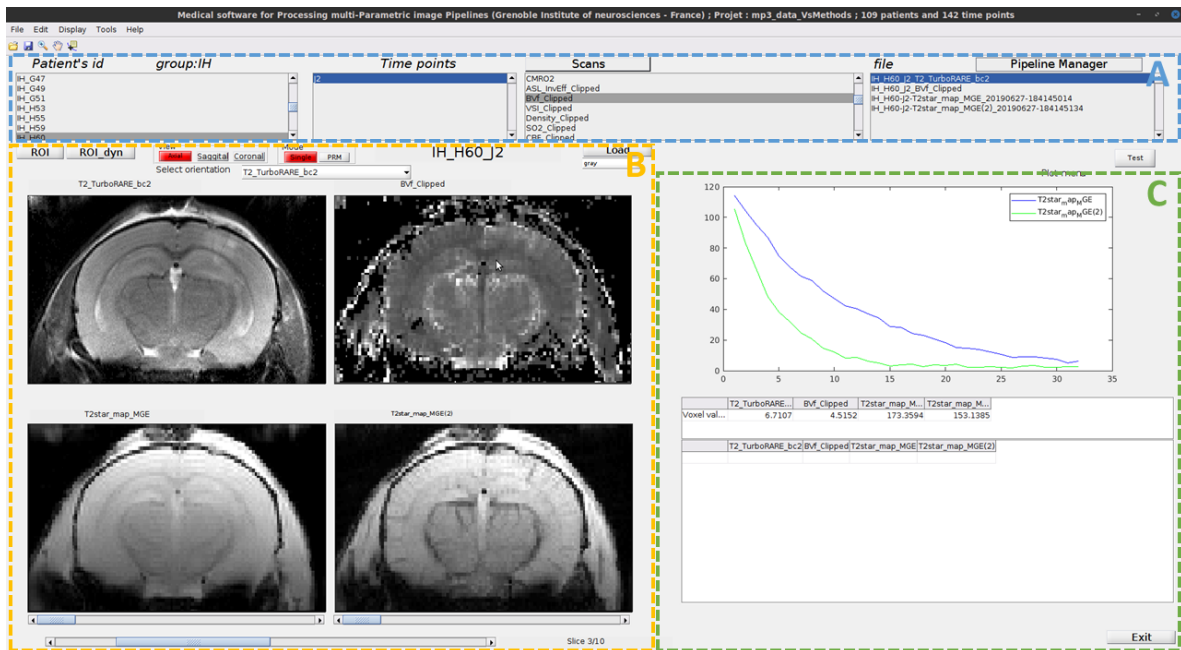 Medical software for Processing multi-Parametric image Pipelines (Grenoble Institute of neurosciences - France) ; Projet : mp3_data_VsMethods ; 109 patients and 142 time points
File Edit Display Tools Help
Patient's id group:IH Time points Scans file Pipeline Manager
A
IH_G47
IH_G49
IH_G51
IH_H53
IH_H55
IH_H59
IH_H60
J2
CMRO2
ASL_InvEff_Clipped
BVf_Clipped
VSI_Clipped
Density_Clipped
SO2_Clipped
CBF_Clipped
IH_H60_J2_T2_TurboRARE_bc2
IH_H60_J2_BVf_Clipped
IH_H60-J2-T2star_map_MGE_20190627-184145014
IH_H60-J2-T2star_map_MGE(2)_20190627-184145134
ROI ROI_dyn
View
Axial Saggital Coronal
Mode
Single PRM
IH_H60_J2
Load
gray
B
Select orientation T2_TurboRARE_bc2
Test
T2_TurboRARE_bc2 BVf_Clipped
T2star_map_MGE T2star_map_MGE(2)
Slice 3/10
C
T2star_map_MGE
T2star_map_MGE(2)
120
100
80
60
40
20
0
0 5 10 15 20 25 30 35
T2_TurboRARE... BVf_Clipped T2star_map_M... T2star_map_M...
Voxel val... 6.7107 4.5152 173.3594 153.1385
T2_TurboRARE_bc2 BVf_Clipped T2star_map_MGE T2star_map_MGE(2)
Exit